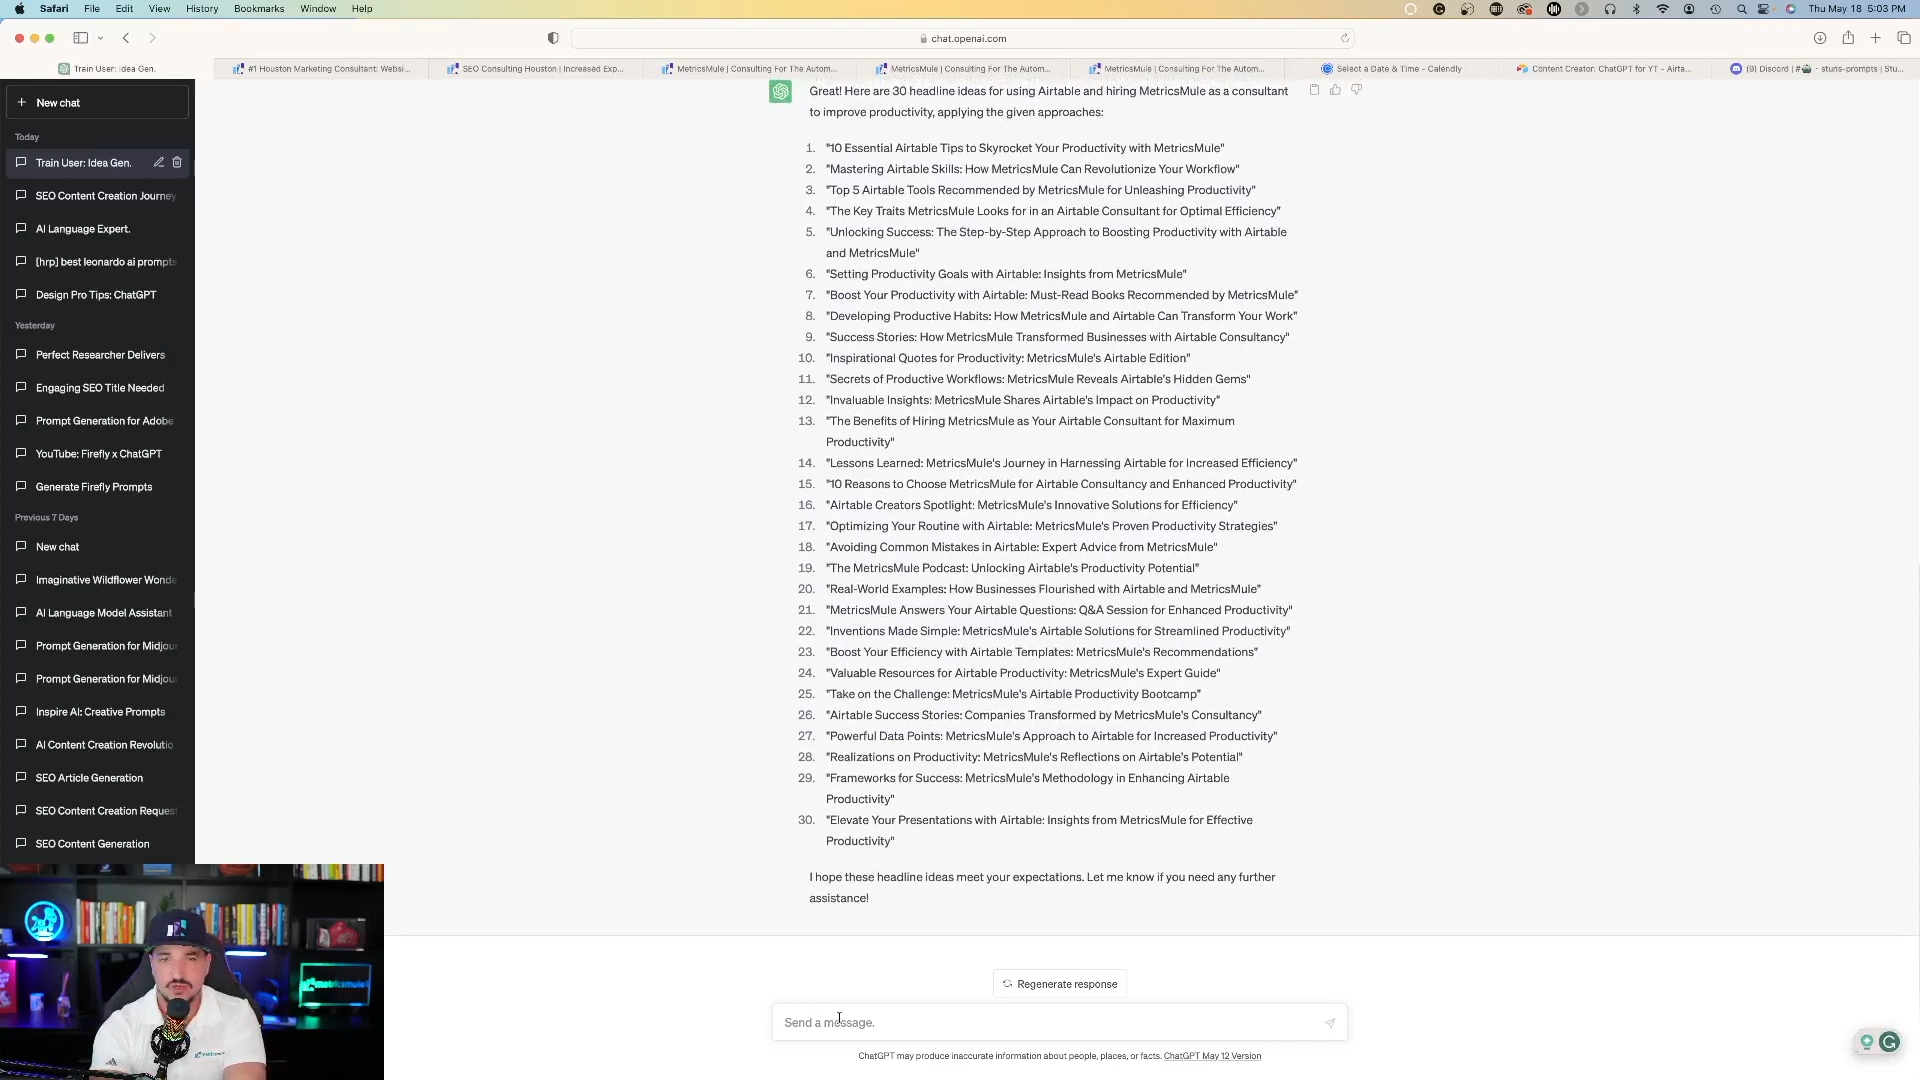 Safari File Edit View History Bookmarks Window Help
Thu May 18 5:03 PM
chat.openai.com
Train User: Idea Gen.
#1 Houston Marketing Consultant: Websi...
SEO Consulting Houston | Increased Exp...
MetricsMule | Consulting For The Autom...
MetricsMule | Consulting For The Autom...
MetricsMule | Consulting For The Autom...
Select a Date & Time - Calendly
Content Creator: ChatGPT for YT - Airta...
(9) Discord | #🤖 - sturis-prompts | Stu...
+ New chat
Today
Train User: Idea Gen.
SEO Content Creation Journey
AI Language Expert.
[hrp] best leonardo ai prompts
Design Pro Tips: ChatGPT
Yesterday
Perfect Researcher Delivers
Engaging SEO Title Needed
Prompt Generation for Adobe
YouTube: Firefly x ChatGPT
Generate Firefly Prompts
Previous 7 Days
New chat
Imaginative Wildflower Wonde
AI Language Model Assistant
Prompt Generation for Midjour
Prompt Generation for Midjour
Inspire AI: Creative Prompts
AI Content Creation Revolutio
SEO Article Generation
SEO Content Creation Request
SEO Content Generation
Great! Here are 30 headline ideas for using Airtable and hiring MetricsMule as a consultant
to improve productivity, applying the given approaches:
1. "10 Essential Airtable Tips to Skyrocket Your Productivity with MetricsMule"
2. "Mastering Airtable Skills: How MetricsMule Can Revolutionize Your Workflow"
3. "Top 5 Airtable Tools Recommended by MetricsMule for Unleashing Productivity"
4. "The Key Traits MetricsMule Looks for in an Airtable Consultant for Optimal Efficiency"
5. "Unlocking Success: The Step-by-Step Approach to Boosting Productivity with Airtable
and MetricsMule"
6. "Setting Productivity Goals with Airtable: Insights from MetricsMule"
7. "Boost Your Productivity with Airtable: Must-Read Books Recommended by MetricsMule"
8. "Developing Productive Habits: How MetricsMule and Airtable Can Transform Your Work"
9. "Success Stories: How MetricsMule Transformed Businesses with Airtable Consultancy"
10. "Inspirational Quotes for Productivity: MetricsMule's Airtable Edition"
11. "Secrets of Productive Workflows: MetricsMule Reveals Airtable's Hidden Gems"
12. "Invaluable Insights: MetricsMule Shares Airtable's Impact on Productivity"
13. "The Benefits of Hiring MetricsMule as Your Airtable Consultant for Maximum
Productivity"
14. "Lessons Learned: MetricsMule's Journey in Harnessing Airtable for Increased Efficiency"
15. "10 Reasons to Choose MetricsMule for Airtable Consultancy and Enhanced Productivity"
16. "Airtable Creators Spotlight: MetricsMule's Innovative Solutions for Efficiency"
17. "Optimizing Your Routine with Airtable: MetricsMule's Proven Productivity Strategies"
18. "Avoiding Common Mistakes in Airtable: Expert Advice from MetricsMule"
19. "The MetricsMule Podcast: Unlocking Airtable's Productivity Potential"
20. "Real-World Examples: How Businesses Flourished with Airtable and MetricsMule"
21. "MetricsMule Answers Your Airtable Questions: Q&A Session for Enhanced Productivity"
22. "Inventions Made Simple: MetricsMule's Airtable Solutions for Streamlined Productivity"
23. "Boost Your Efficiency with Airtable Templates: MetricsMule's Recommendations"
24. "Valuable Resources for Airtable Productivity: MetricsMule's Expert Guide"
25. "Take on the Challenge: MetricsMule's Airtable Productivity Bootcamp"
26. "Airtable Success Stories: Companies Transformed by MetricsMule's Consultancy"
27. "Powerful Data Points: MetricsMule's Approach to Airtable for Increased Productivity"
28. "Realizations on Productivity: MetricsMule's Reflections on Airtable's Potential"
29. "Frameworks for Success: MetricsMule's Methodology in Enhancing Airtable
Productivity"
30. "Elevate Your Presentations with Airtable: Insights from MetricsMule for Effective
Productivity"
I hope these headline ideas meet your expectations. Let me know if you need any further
assistance!
Regenerate response
Send a message.
ChatGPT may produce inaccurate information about people, places, or facts. ChatGPT May 12 Version
metricsmule